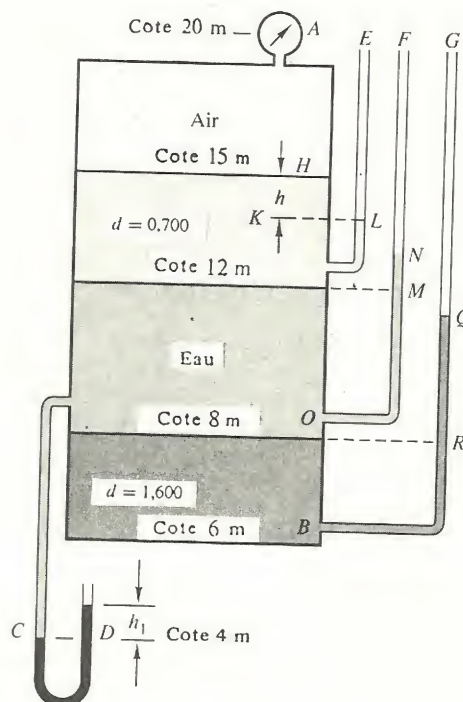 Cote 20 m
A
E
F
G
Air
Cote 15 m
H
h
K
L
d = 0,700
N
Cote 12 m
M
Q
Eau
Cote 8 m
O
R
d = 1,600
Cote 6 m
B
C
D
h₁
Cote 4 m